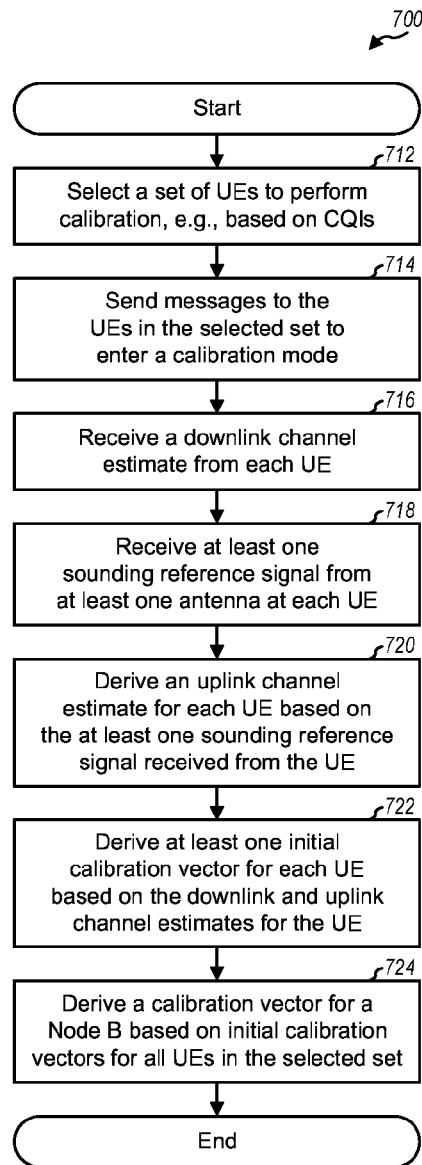 700
Start
712
Select a set of UEs to perform
calibration, e.g., based on CQIs
714
Send messages to the
UEs in the selected set to
enter a calibration mode
716
Receive a downlink channel
estimate from each UE
718
Receive at least one
sounding reference signal from
at least one antenna at each UE
720
Derive an uplink channel
estimate for each UE based on
the at least one sounding reference
signal received from the UE
722
Derive at least one initial
calibration vector for each UE
based on the downlink and uplink
channel estimates for the UE
724
Derive a calibration vector for a
Node B based on initial calibration
vectors for all UEs in the selected set
End